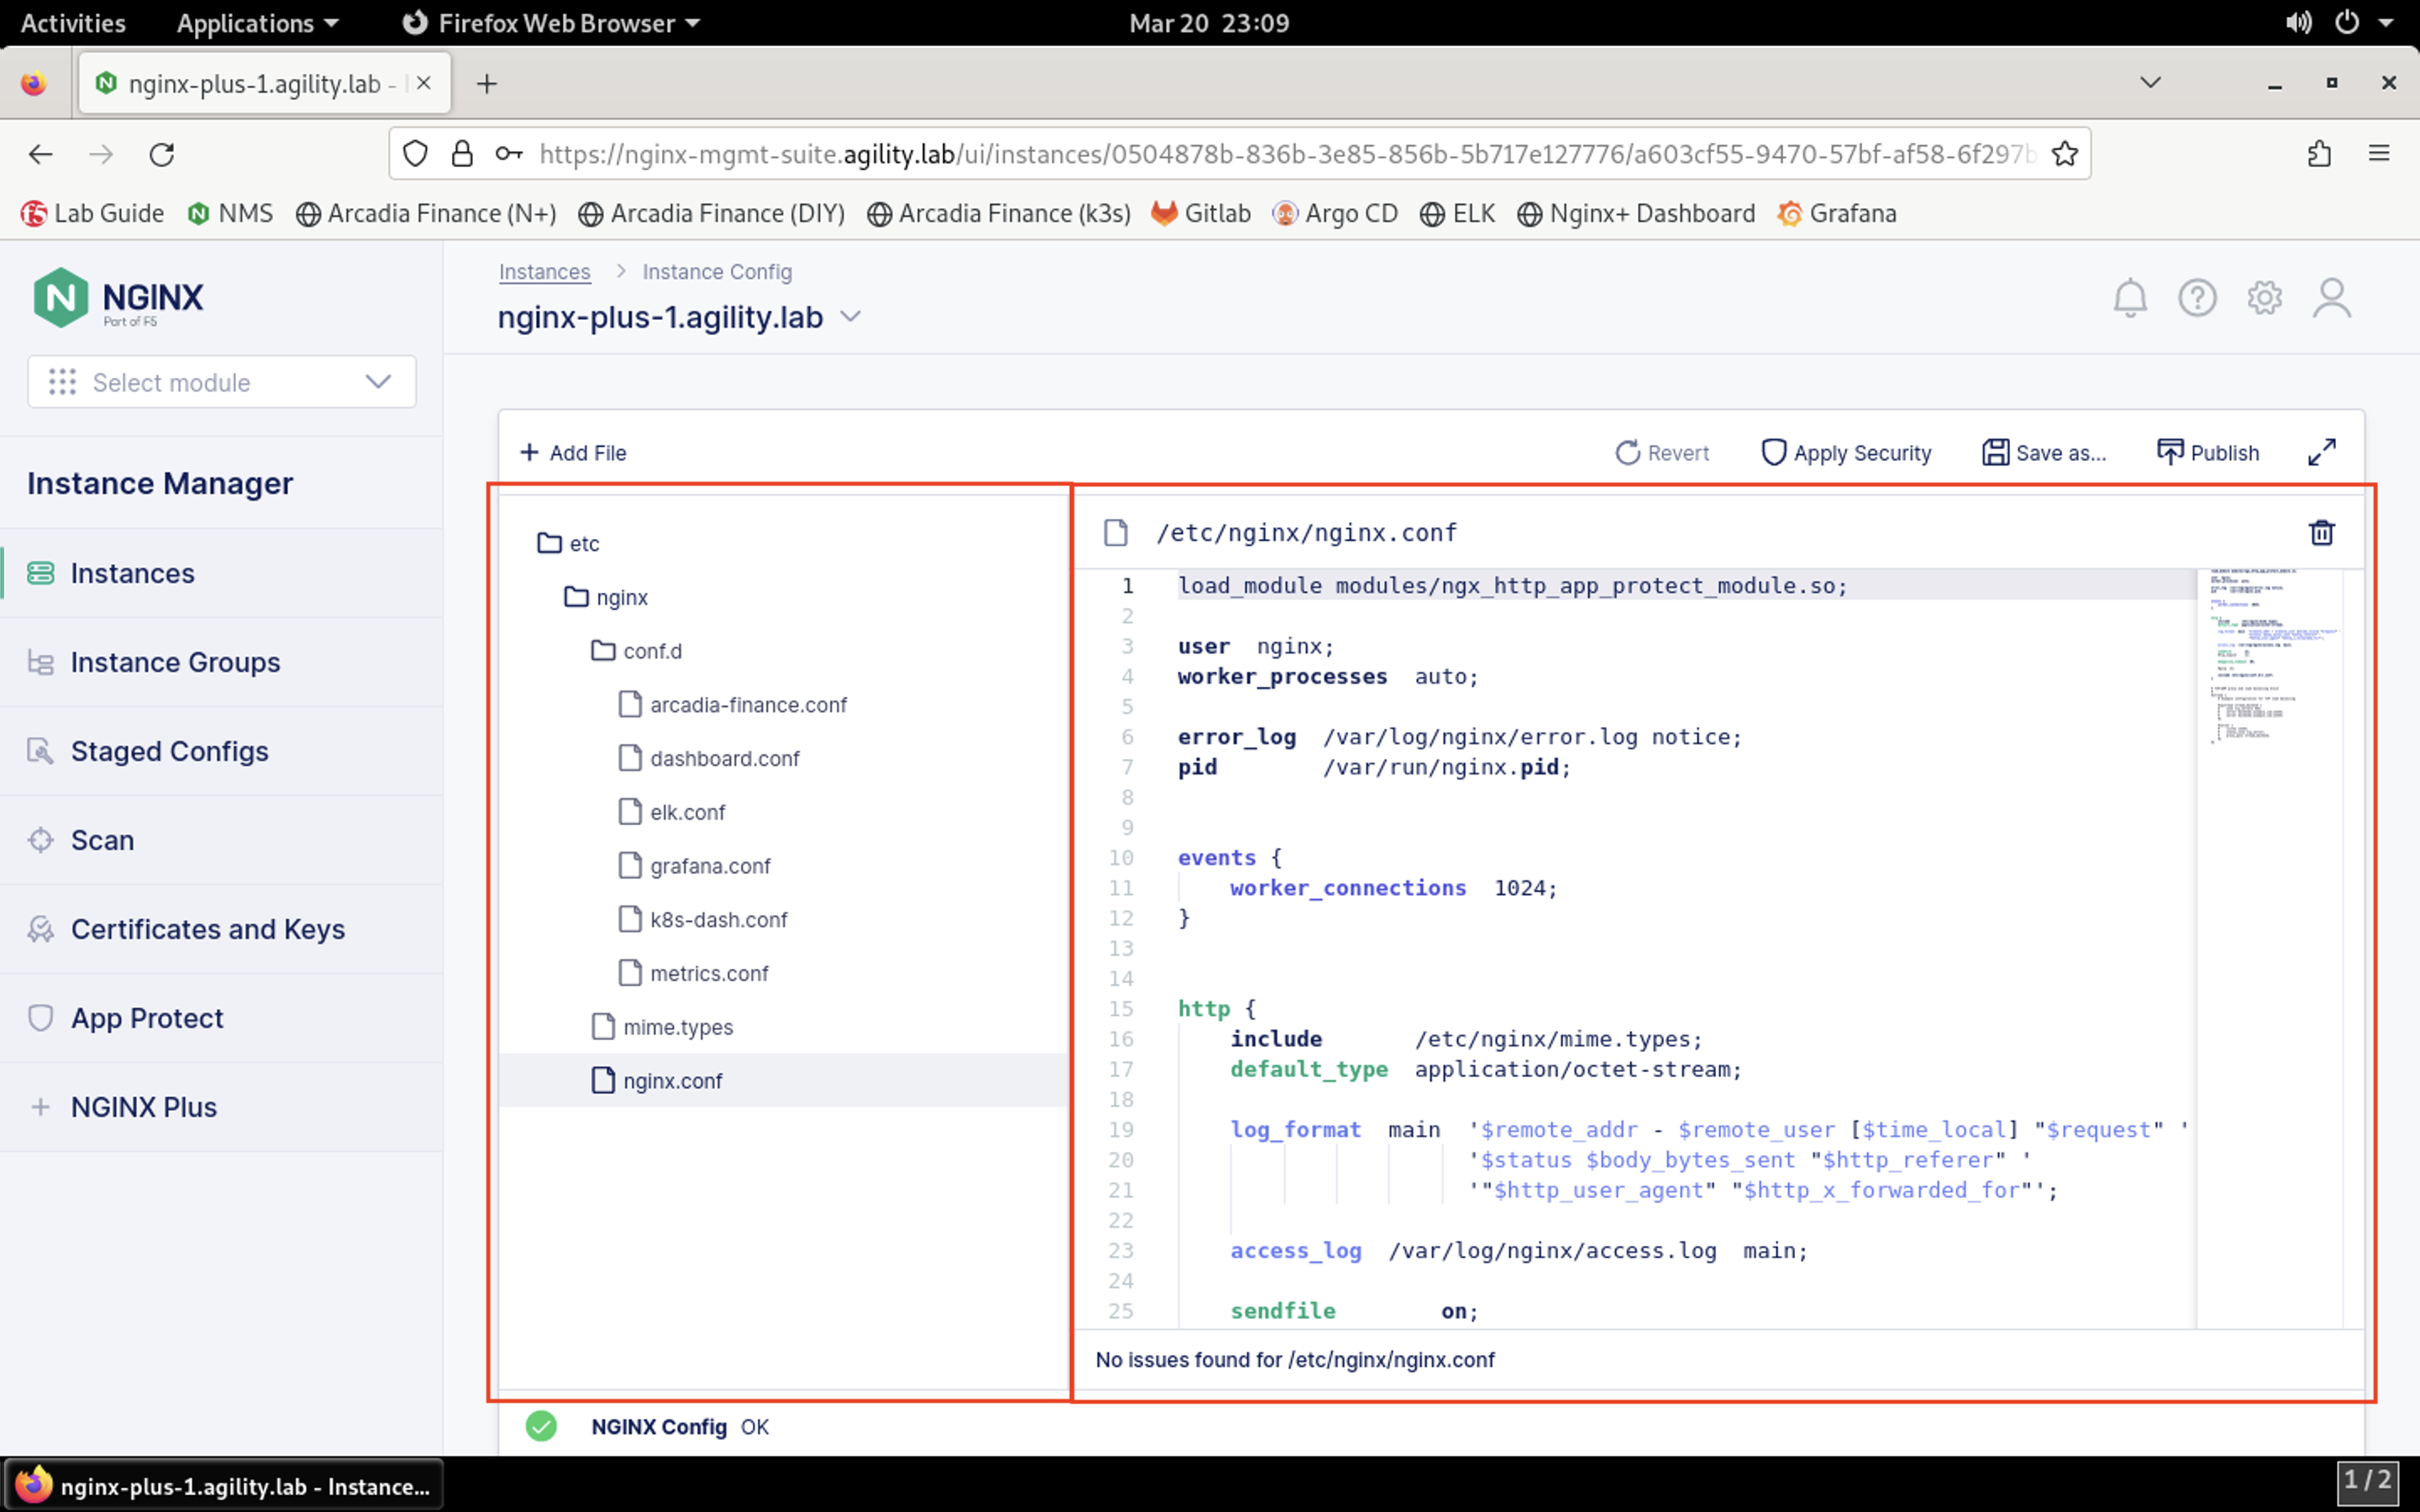 Activities Applications Firefox Web Browser Mar 20 23:09
nginx-plus-1.agility.lab -
https://nginx-mgmt-suite.agility.lab/ui/instances/0504878b-836b-3e85-856b-5b717e127776/a603cf55-9470-57bf-af58-6f297b
Lab Guide NMS Arcadia Finance (N+) Arcadia Finance (DIY) Arcadia Finance (k3s) Gitlab Argo CD ELK Nginx+ Dashboard Grafana
NGINX
Part of F5
Select module
Instance Manager
Instances
Instance Groups
Staged Configs
Scan
Certificates and Keys
App Protect
NGINX Plus
Instances > Instance Config
nginx-plus-1.agility.lab
+ Add File Revert Apply Security Save as... Publish
etc
nginx
conf.d
arcadia-finance.conf
dashboard.conf
elk.conf
grafana.conf
k8s-dash.conf
metrics.conf
mime.types
nginx.conf
/etc/nginx/nginx.conf
1 load_module modules/ngx_http_app_protect_module.so;
2
3 user  nginx;
4 worker_processes  auto;
5
6 error_log  /var/log/nginx/error.log notice;
7 pid        /var/run/nginx.pid;
8
9
10 events {
11     worker_connections  1024;
12 }
13
14
15 http {
16     include       /etc/nginx/mime.types;
17     default_type  application/octet-stream;
18
19     log_format  main  '$remote_addr - $remote_user [$time_local] "$request" '
20                       '$status $body_bytes_sent "$http_referer" '
21                       '"$http_user_agent" "$http_x_forwarded_for"';
22
23     access_log  /var/log/nginx/access.log  main;
24
25     sendfile        on;
No issues found for /etc/nginx/nginx.conf
NGINX Config OK
nginx-plus-1.agility.lab - Instance...
1 / 2